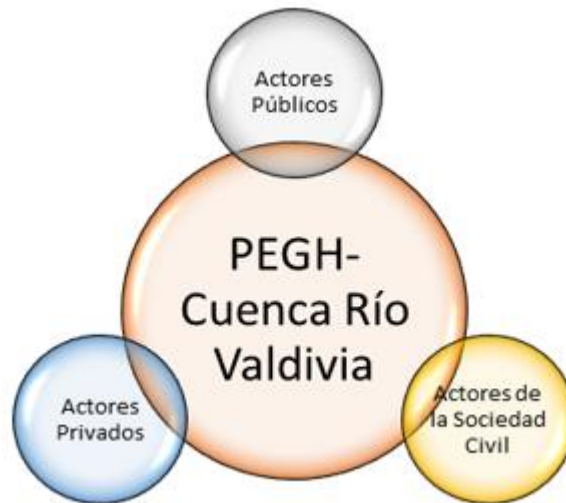 Actores
Públicos
PEGH-
Cuenca Río
Valdivia
Actores
Privados
Actores de
la Sociedad
Civil